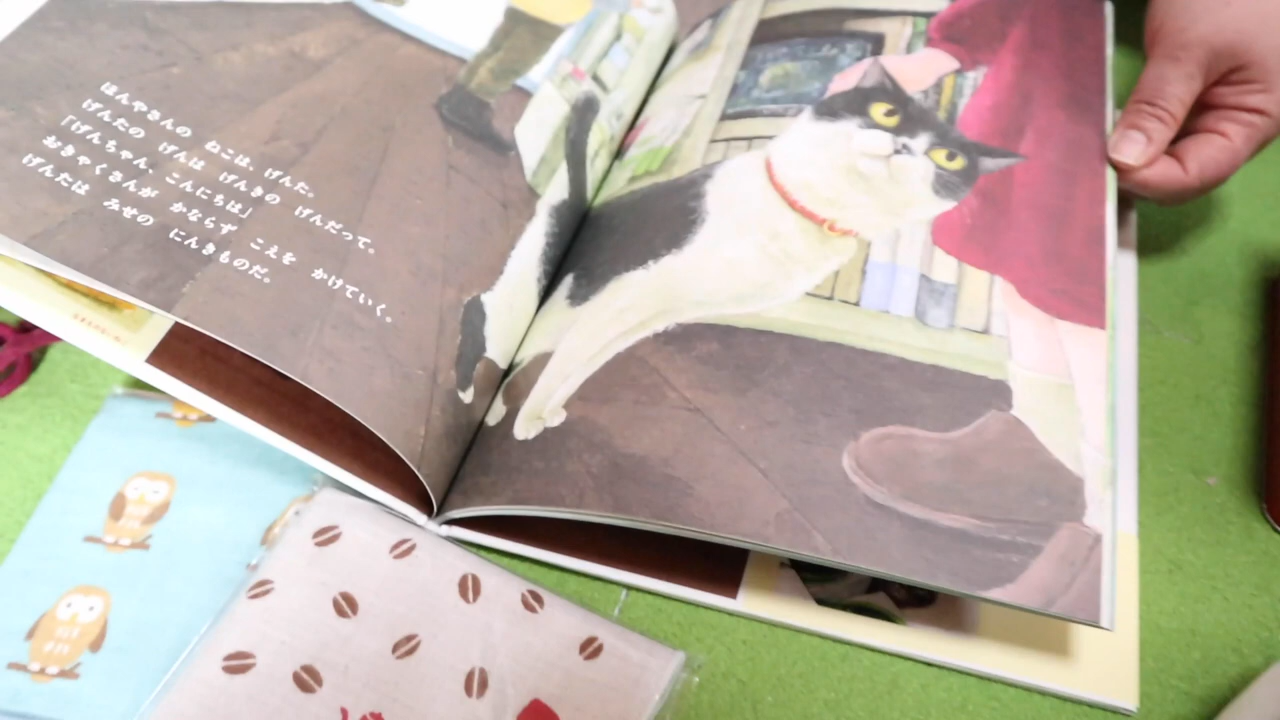 ほんやさんの　ねこは、げんた。
げんたの　げんは　げんきの　げんだって。
「げんちゃん、こんにちは」
おきゃくさんが　かならず　こえを　かけていく。
げんたは　みせの　にんきものだ。